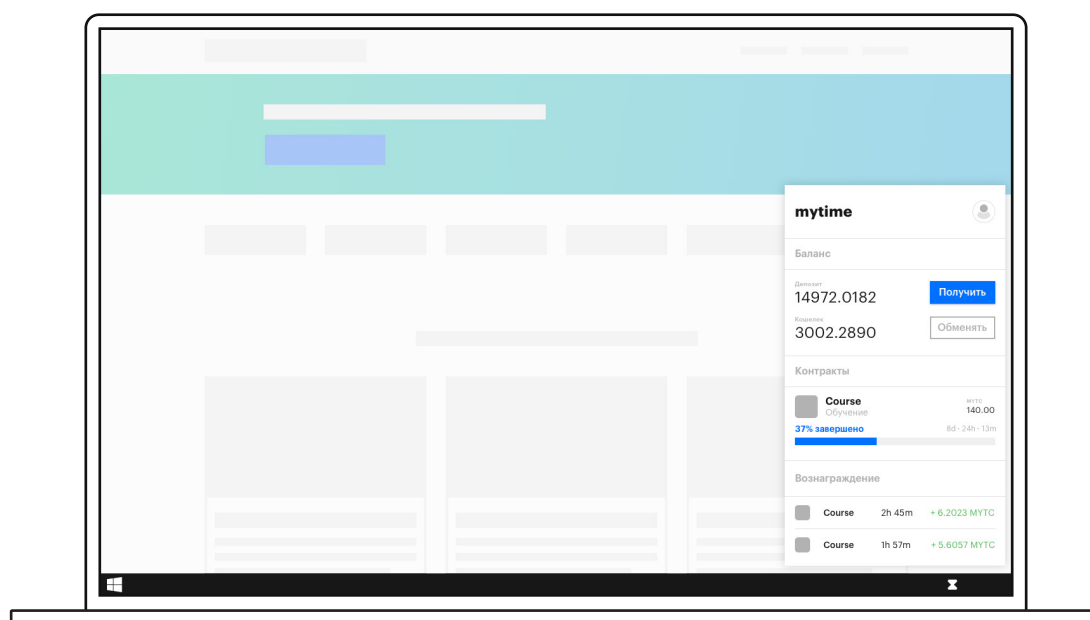 mytime
Баланс
Депозит
14972.0182
Получить
Кошелек
3002.2890
Обменять
Контракты
Course
Обучение
MYTC
140.00
37% завершено
8d - 24h - 13m
Вознаграждение
Course 2h 45m + 6.2023 MYTC
Course 1h 57m + 5.6057 MYTC